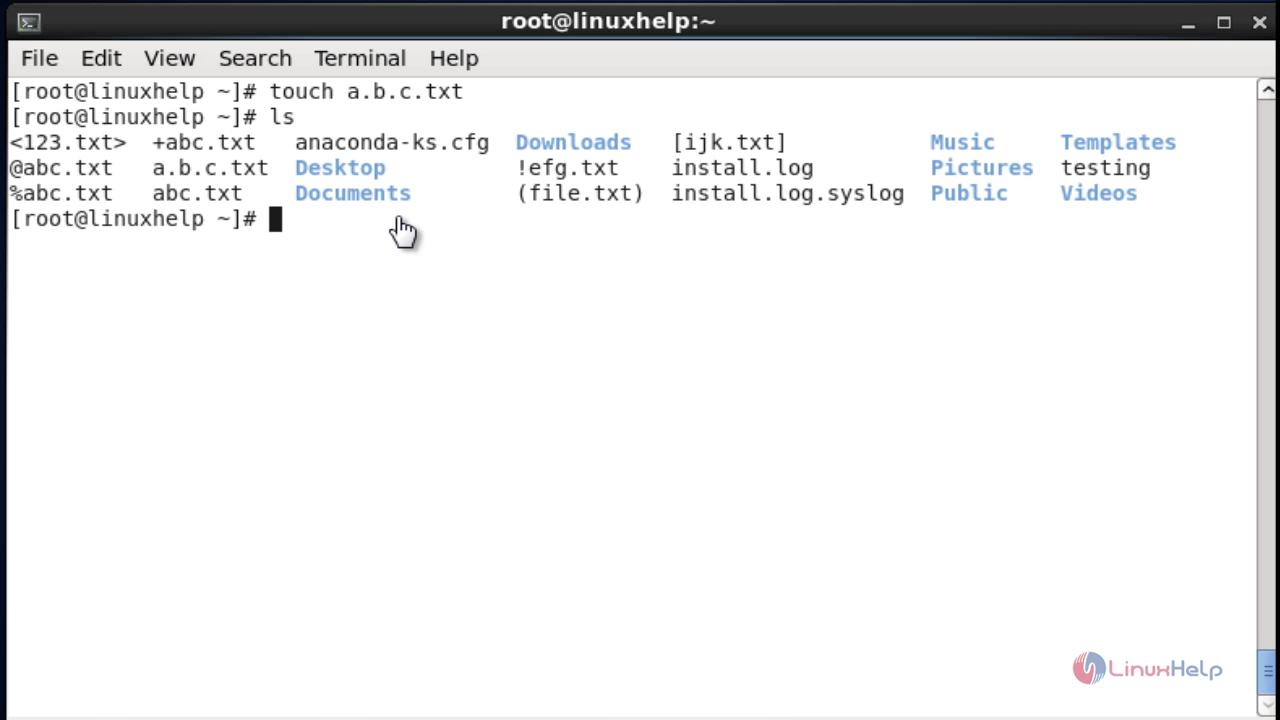 root@linuxhelp:~
File Edit View Search Terminal Help
[root@linuxhelp ~]# touch a.b.c.txt
[root@linuxhelp ~]# ls
<123.txt>  +abc.txt   anaconda-ks.cfg  Downloads   [ijk.txt]           Music     Templates
@abc.txt   a.b.c.txt  Desktop          !efg.txt    install.log         Pictures  testing
%abc.txt   abc.txt    Documents        (file.txt)  install.log.syslog  Public    Videos
[root@linuxhelp ~]#
LinuxHelp